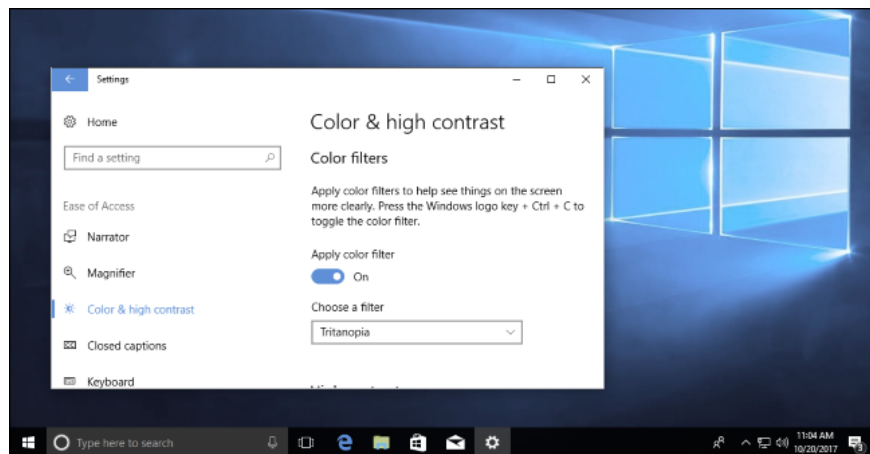 Settings
Home
Find a setting
Ease of Access
Narrator
Magnifier
Color & high contrast
Closed captions
Keyboard
Color & high contrast
Color filters
Apply color filters to help see things on the screen
more clearly. Press the Windows logo key + Ctrl + C to
toggle the color filter.
Apply color filter
On
Choose a filter
Tritanopia
Type here to search
11:04 AM
10/20/2017
3